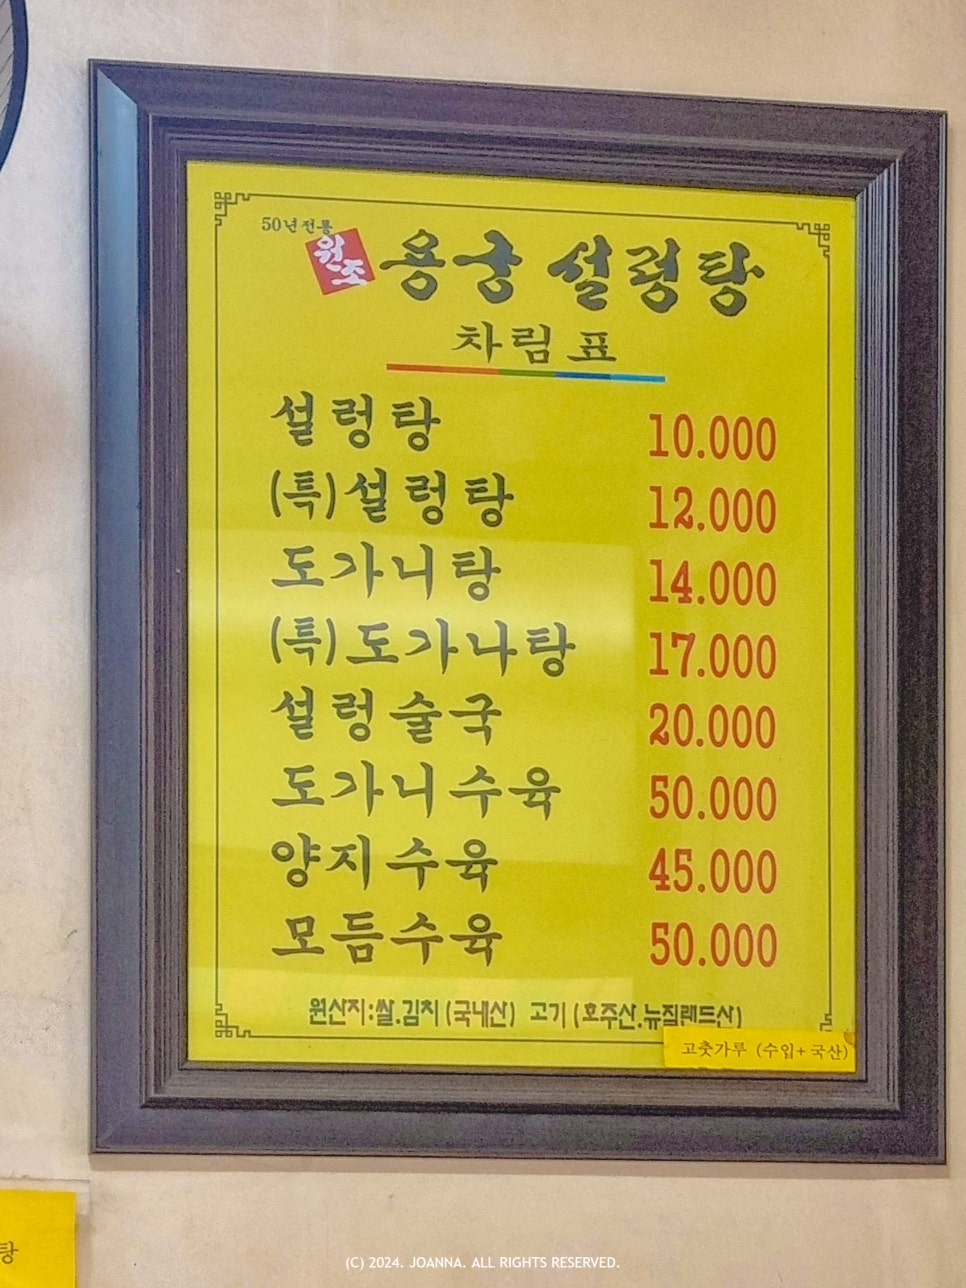 50년전통
원조 용궁 설렁탕
차림표
설렁탕 10.000
(특)설렁탕 12.000
도가니탕 14.000
(특)도가나탕 17.000
설렁술국 20.000
도가니수육 50.000
양지수육 45.000
모듬수육 50.000
원산지:쌀.김치(국내산) 고기(호주산.뉴질랜드산)
고춧가루 (수입+국산)
탕
(C) 2024. JOANNA. ALL RIGHTS RESERVED.